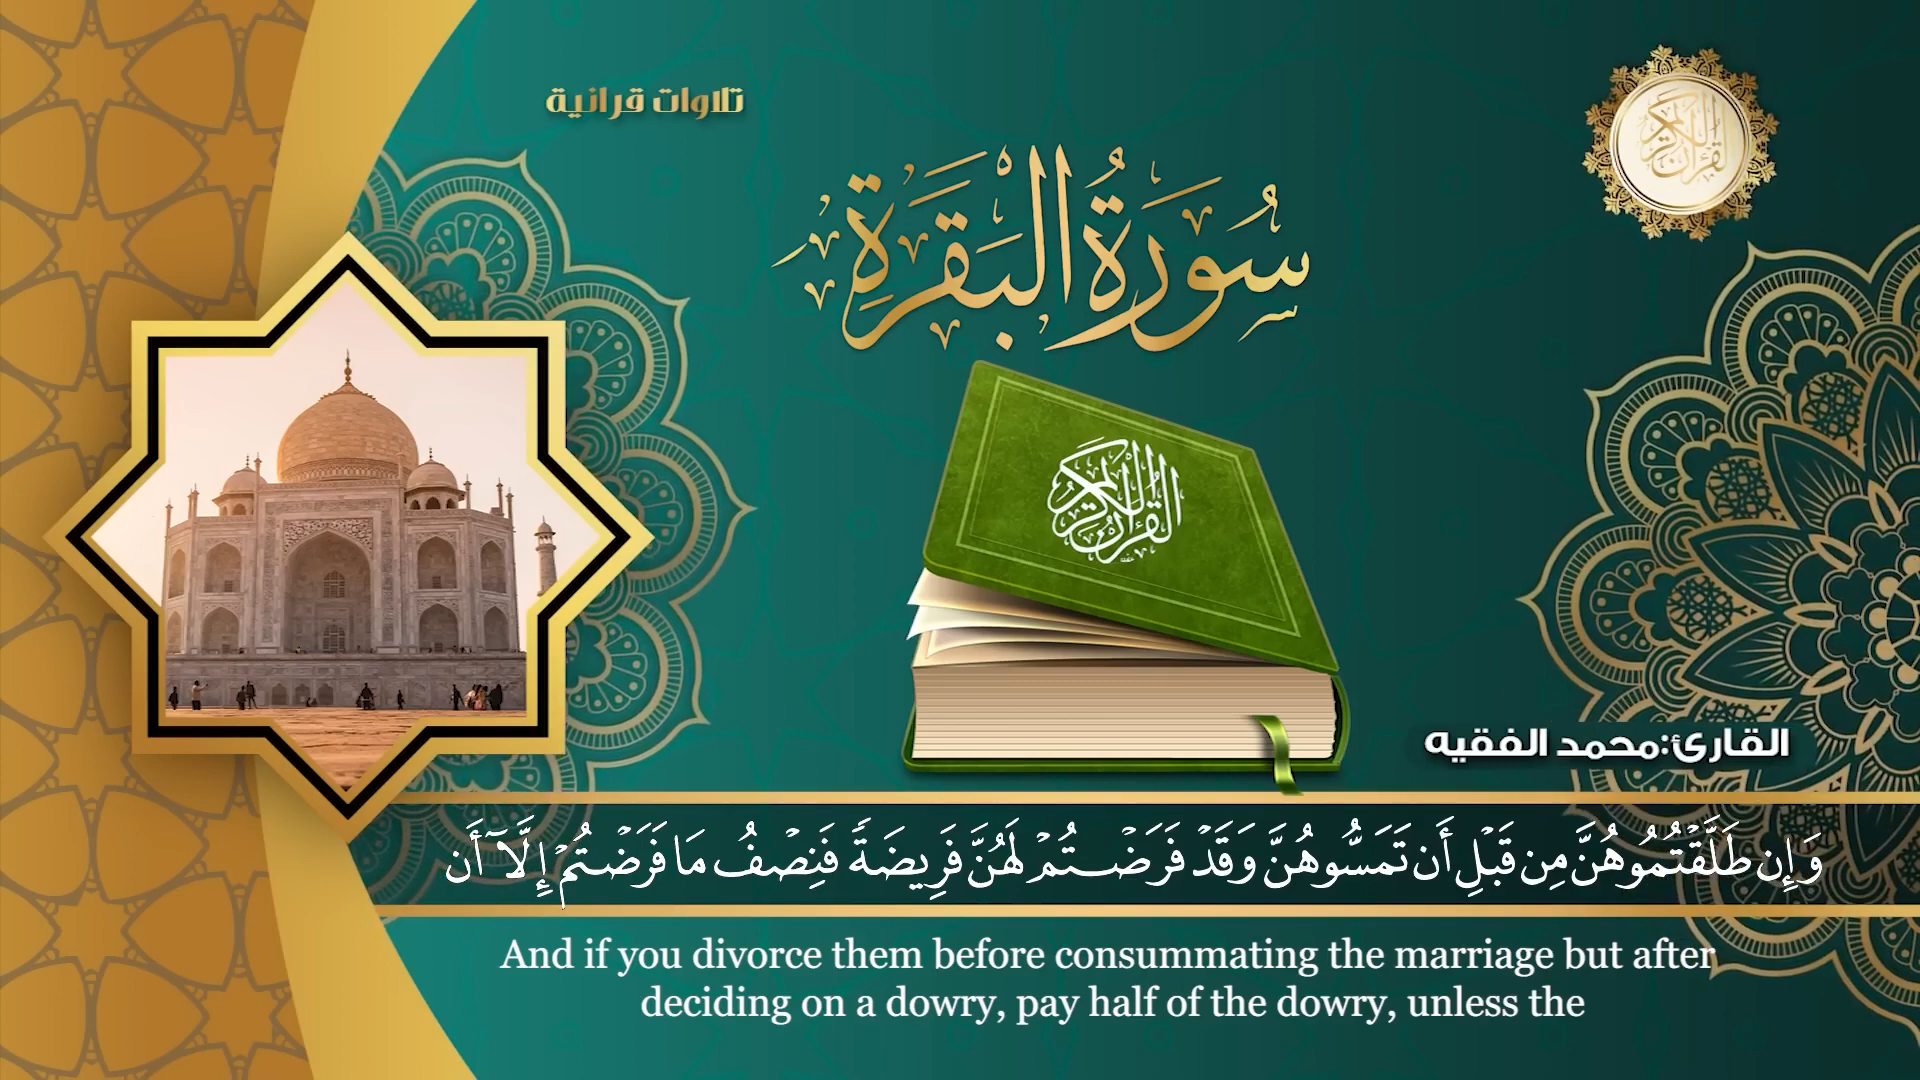 تلاوات قرانية
سُورَةُ البَقَرَةِ
القرآن الكريم
القرآن الكريم
القارئ:محمد الفقيه
وَإِن طَلَّقْتُمُوهُنَّ مِن قَبْلِ أَن تَمَسُّوهُنَّ وَقَدْ فَرَضْتُمْ لَهُنَّ فَرِيضَةً فَنِصْفُ مَا فَرَضْتُمْ إِلَّآ أَن
And if you divorce them before consummating the marriage but after
deciding on a dowry, pay half of the dowry, unless the